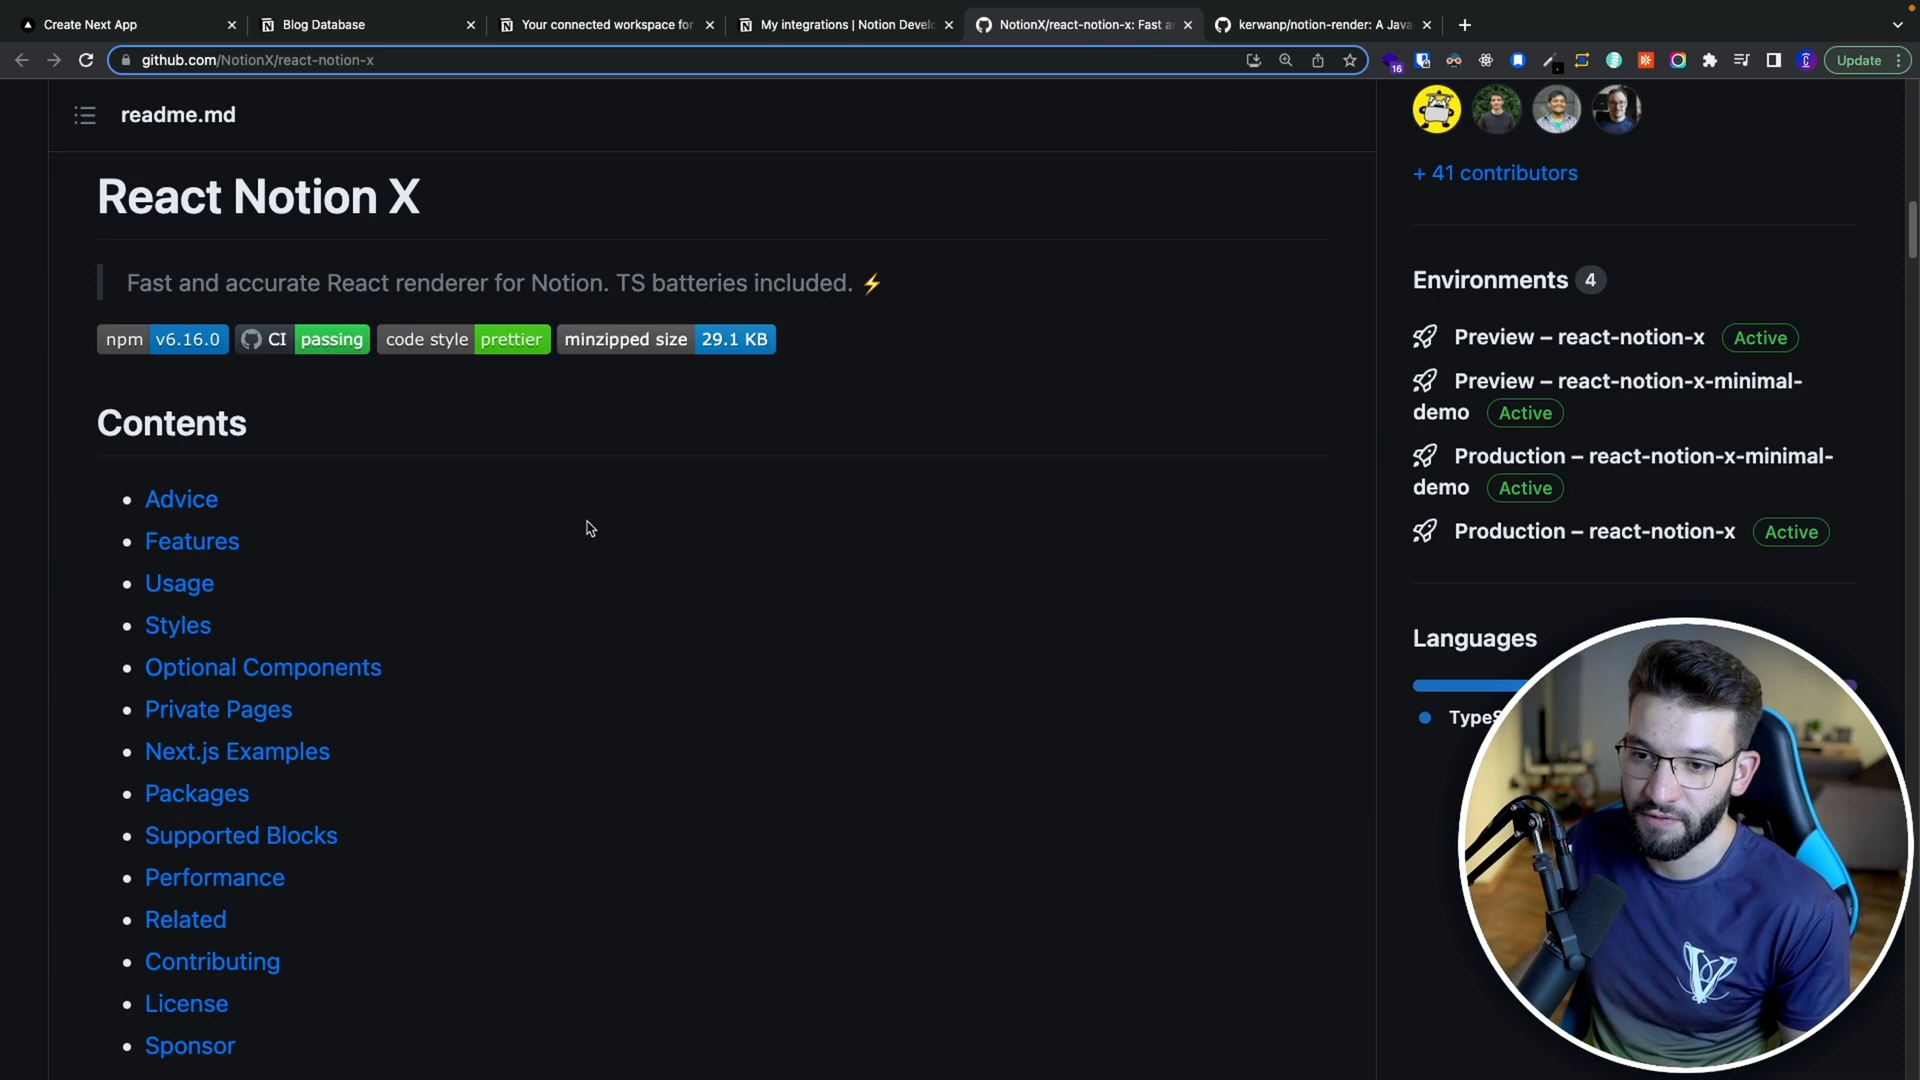 Create Next App
Blog Database
Your connected workspace for
My integrations | Notion Develo
NotionX/react-notion-x: Fast a
kerwanp/notion-render: A Java
github.com/NotionX/react-notion-x
16
Update
readme.md
React Notion X
Fast and accurate React renderer for Notion. TS batteries included. ⚡
npm v6.16.0 CI passing code style prettier minzipped size 29.1 KB
Contents
Advice
Features
Usage
Styles
Optional Components
Private Pages
Next.js Examples
Packages
Supported Blocks
Performance
Related
Contributing
License
Sponsor
+ 41 contributors
Environments 4
Preview – react-notion-x Active
Preview – react-notion-x-minimal-
demo Active
Production – react-notion-x-minimal-
demo Active
Production – react-notion-x Active
Languages
TypeS